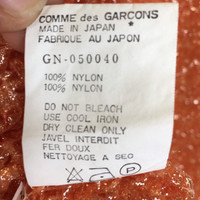 COMME des GARCONS
MADE IN JAPAN *
FABRIQUE AU JAPON
GN-050040
100% NYLON
100% NYLON
DO NOT BLEACH
USE COOL IRON
DRY CLEAN ONLY
JAVEL INTERDIT
FER DOUX
NETTOYAGE A SEC
P